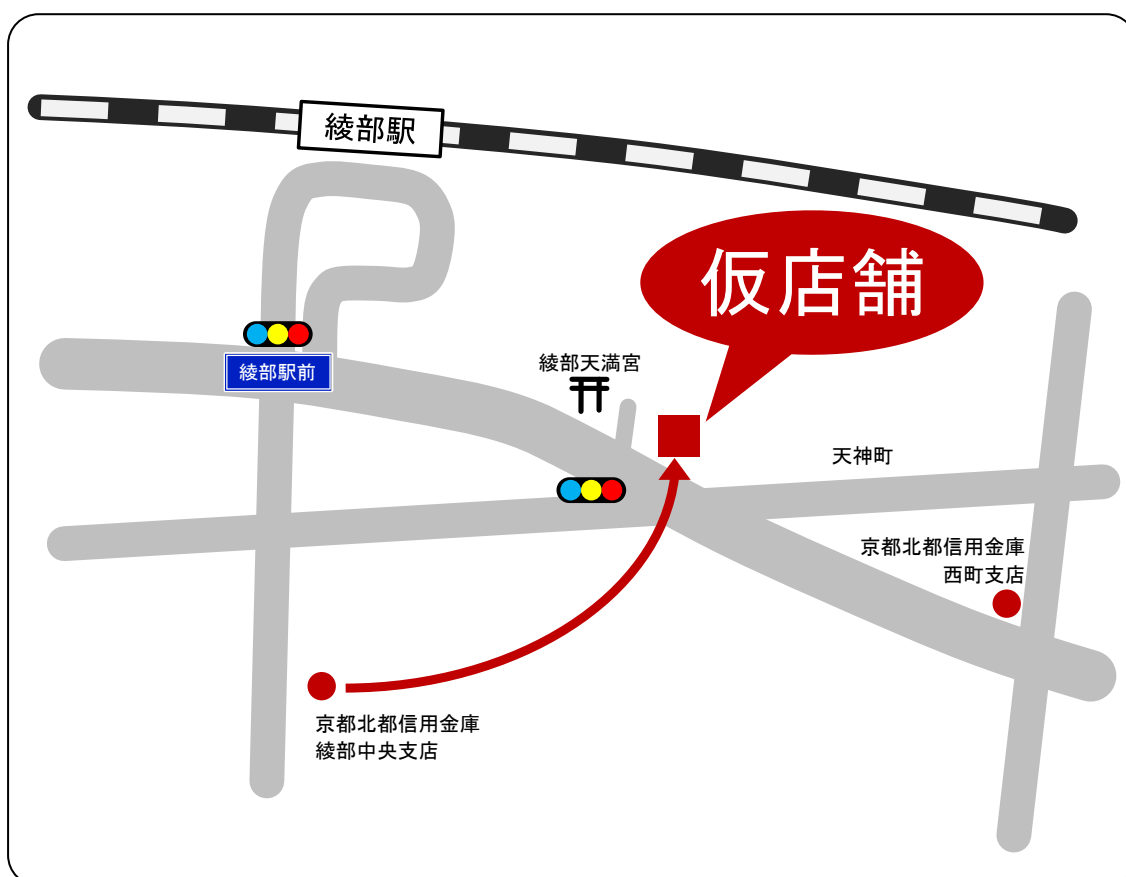 綾部駅
仮店舗
綾部天満宮
綾部駅前
天神町
京都北都信用金庫
西町支店
京都北都信用金庫
綾部中央支店